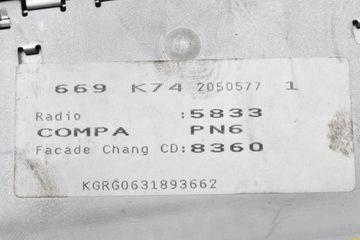 669 K74 2050577 1
Radio :5833
COMPA PN6
Facade Chang CD:8360
KGRG0631893662